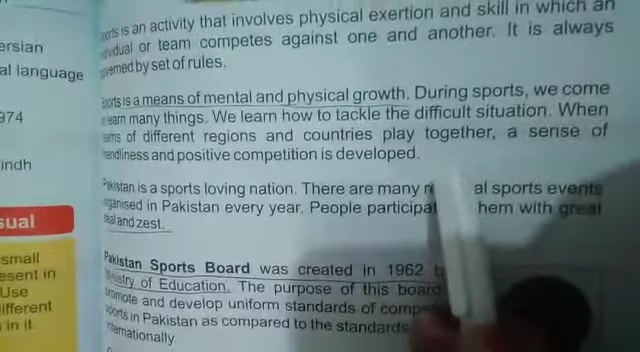 sports is an activity that involves physical exertion and skill in which an
individual or team competes against one and another. It is always
governed by set of rules.
Sports is a means of mental and physical growth. During sports, we come
to learn many things. We learn how to tackle the difficult situation. When
teams of different regions and countries play together, a sense of
friendliness and positive competition is developed.
Pakistan is a sports loving nation. There are many al sports events
organised in Pakistan every year. People participat hem with great
zeal and zest.
Pakistan Sports Board was created in 1962 b
Ministry of Education. The purpose of this board
promote and develop uniform standards of compe
sports in Pakistan as compared to the standards
internationally
ersian
al language
974
indh
sual
small
esent in
Use
ifferent
in it.